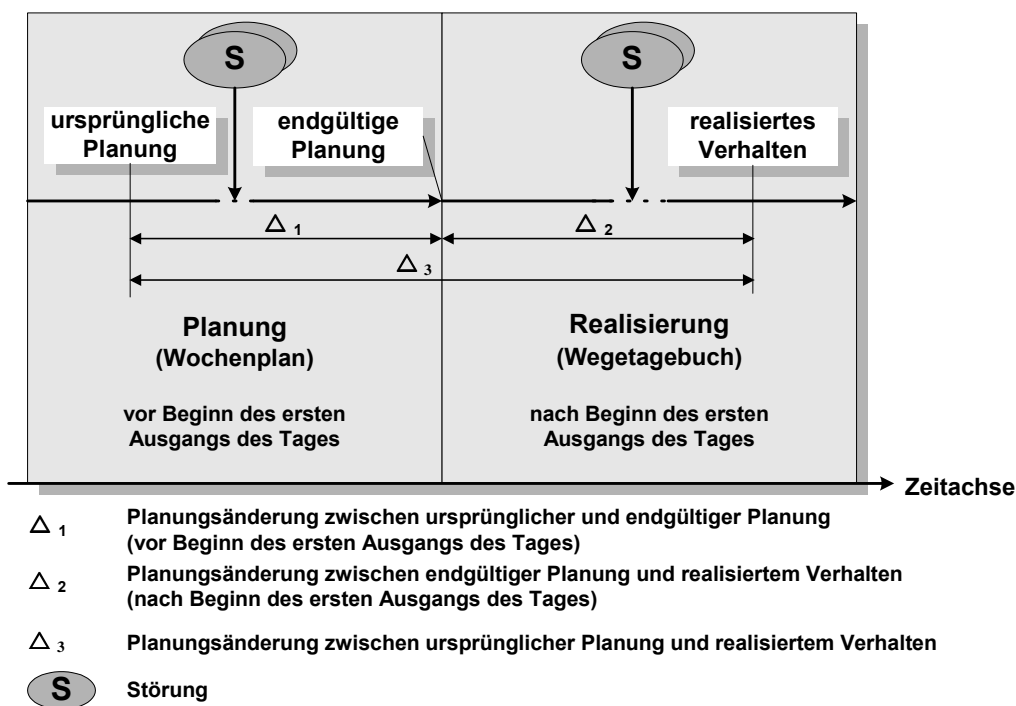 S
S
ursprüngliche
Planung
endgültige
Planung
realisiertes
Verhalten
Δ 1
Δ 2
Δ 3
Planung
(Wochenplan)
Realisierung
(Wegetagebuch)
vor Beginn des ersten
Ausgangs des Tages
nach Beginn des ersten
Ausgangs des Tages
Zeitachse
Δ 1 Planungsänderung zwischen ursprünglicher und endgültiger Planung
(vor Beginn des ersten Ausgangs des Tages)
Δ 2 Planungsänderung zwischen endgültiger Planung und realisiertem Verhalten
(nach Beginn des ersten Ausgangs des Tages)
Δ 3 Planungsänderung zwischen ursprünglicher Planung und realisiertem Verhalten
S Störung